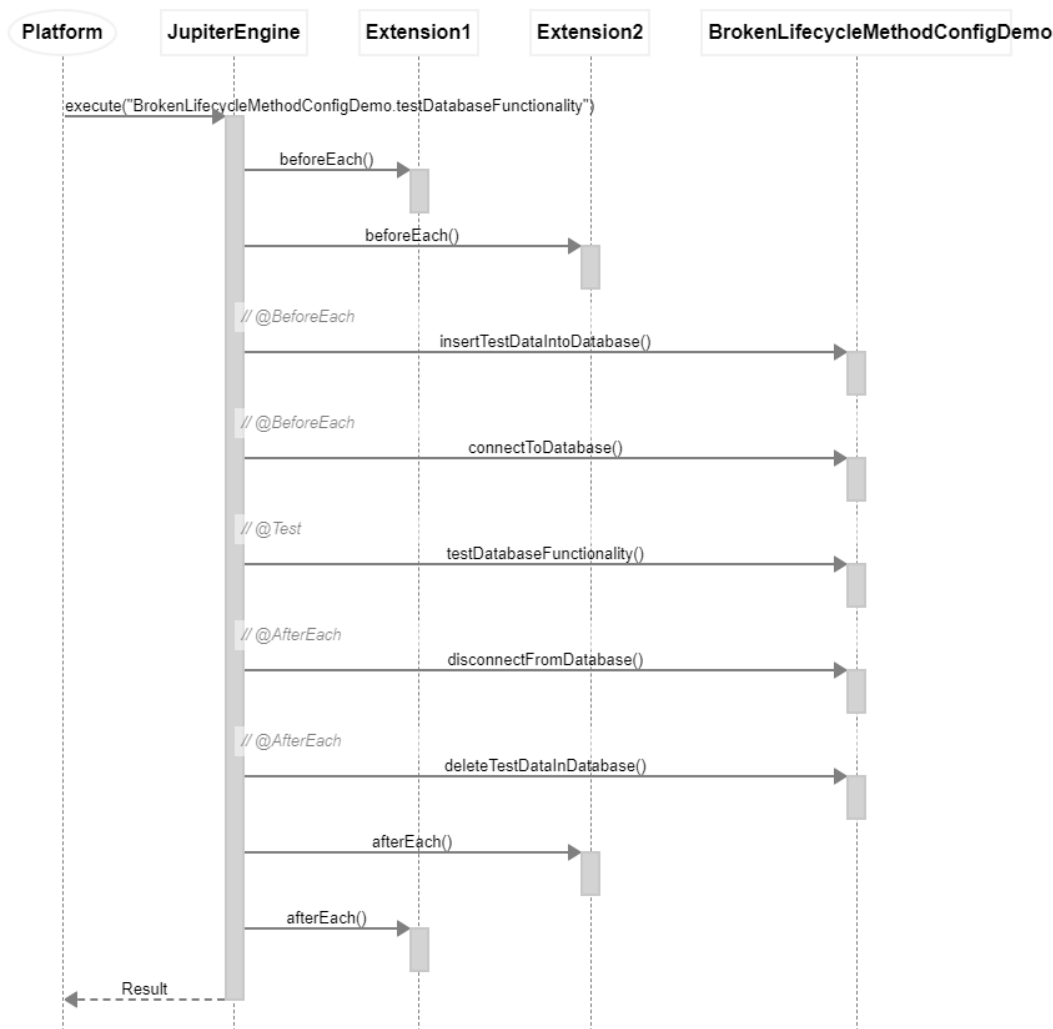 Platform JupiterEngine Extension1 Extension2 BrokenLifecycleMethodConfigDemo
execute("BrokenLifecycleMethodConfigDemo.testDatabaseFunctionality")
beforeEach()
beforeEach()
// @BeforeEach
insertTestDataIntoDatabase()
// @BeforeEach
connectToDatabase()
// @Test
testDatabaseFunctionality()
// @AfterEach
disconnectFromDatabase()
// @AfterEach
deleteTestDataInDatabase()
afterEach()
afterEach()
Result